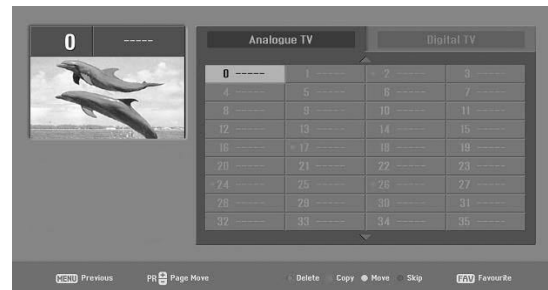 0 -----
Analogue TV Digital TV
0 ----- 1 ----- 2 ----- 3 -----
4 ----- 5 ----- 6 ----- 7 -----
8 ----- 9 ----- 10 ----- 11 -----
12 ----- 13 ----- 14 ----- 15 -----
16 ----- 17 ----- 18 ----- 19 -----
20 ----- 21 ----- 22 ----- 23 -----
24 ----- 25 ----- 26 ----- 27 -----
28 ----- 29 ----- 30 ----- 31 -----
32 ----- 33 ----- 34 ----- 35 -----
MENU Previous PR Page Move Delete Copy Move Skip FAV Favourite